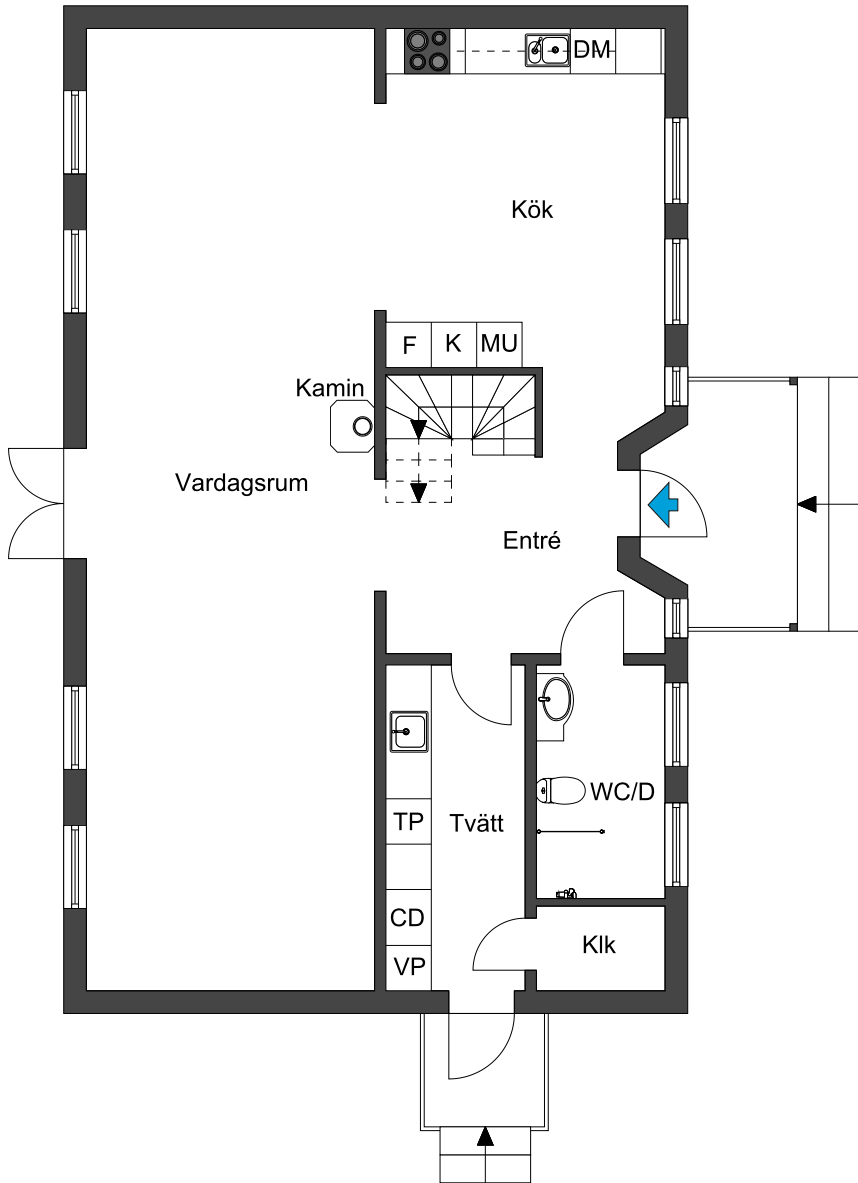 DM
Kök
F
K
MU
Kamin
Vardagsrum
Entré
WC/D
TP
Tvätt
CD
Klk
VP